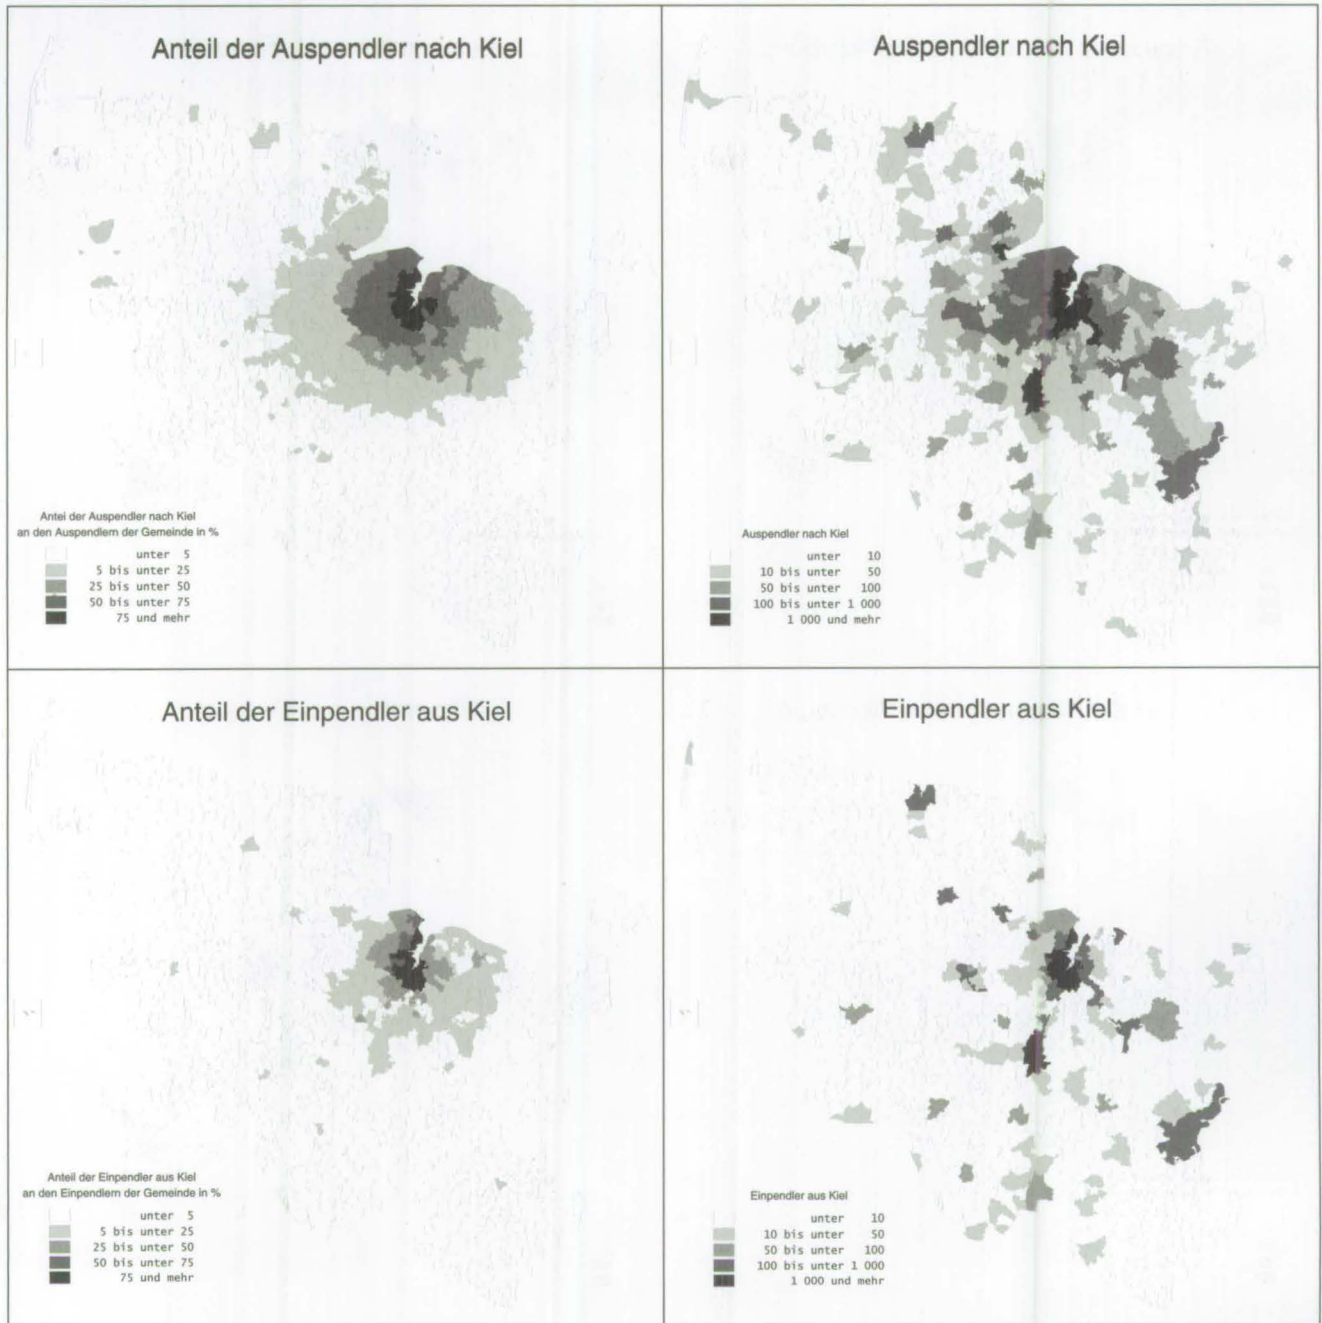 Anteil der Auspendler nach Kiel
Anteil der Auspendler nach Kiel
an den Auspendlern der Gemeinde in %
unter 5
5 bis unter 25
25 bis unter 50
50 bis unter 75
75 und mehr
Auspendler nach Kiel
Auspendler nach Kiel
unter 10
10 bis unter 50
50 bis unter 100
100 bis unter 1 000
1 000 und mehr
Anteil der Einpendler aus Kiel
Anteil der Einpendler aus Kiel
an den Einpendlern der Gemeinde in %
unter 5
5 bis unter 25
25 bis unter 50
50 bis unter 75
75 und mehr
Einpendler aus Kiel
Einpendler aus Kiel
unter 10
10 bis unter 50
50 bis unter 100
100 bis unter 1 000
1 000 und mehr